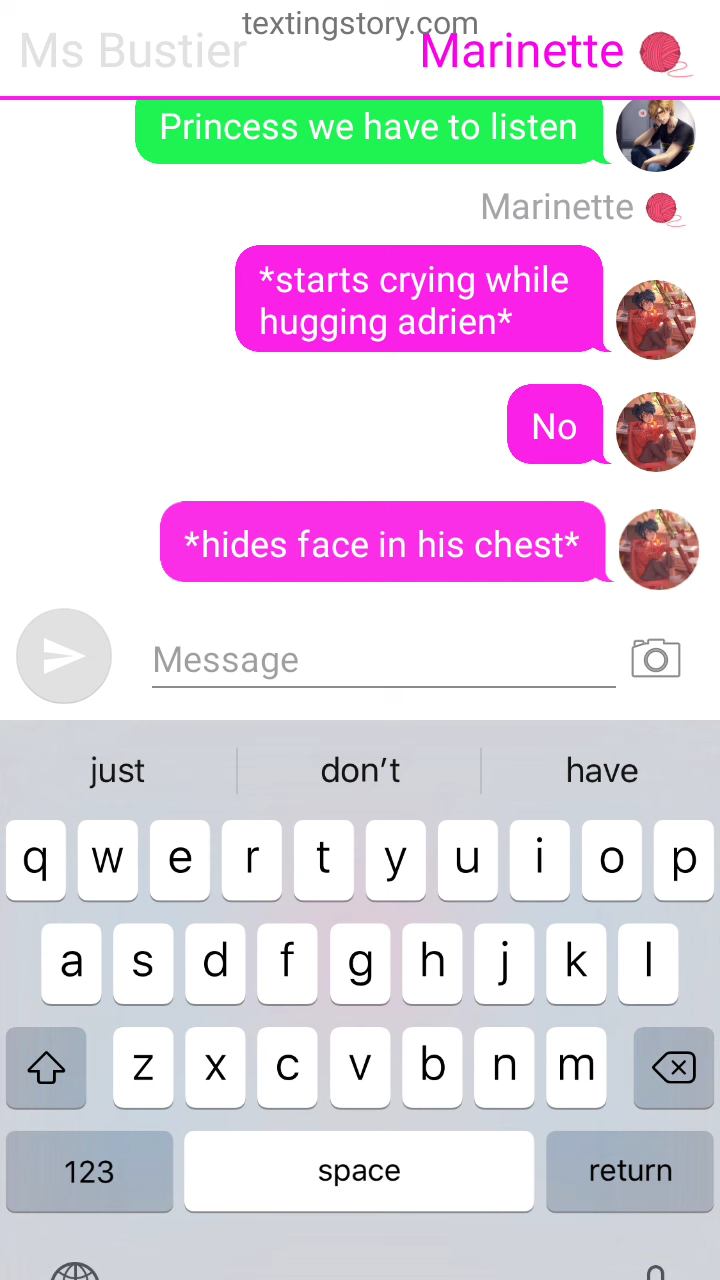 textingstory.com
Ms Bustier
Marinette 🧶
Princess we have to listen
Marinette 🧶
*starts crying while
hugging adrien*
No
*hides face in his chest*
Message
just don't have
q w e r t y u i o p
a s d f g h j k l
z x c v b n m
123 space return